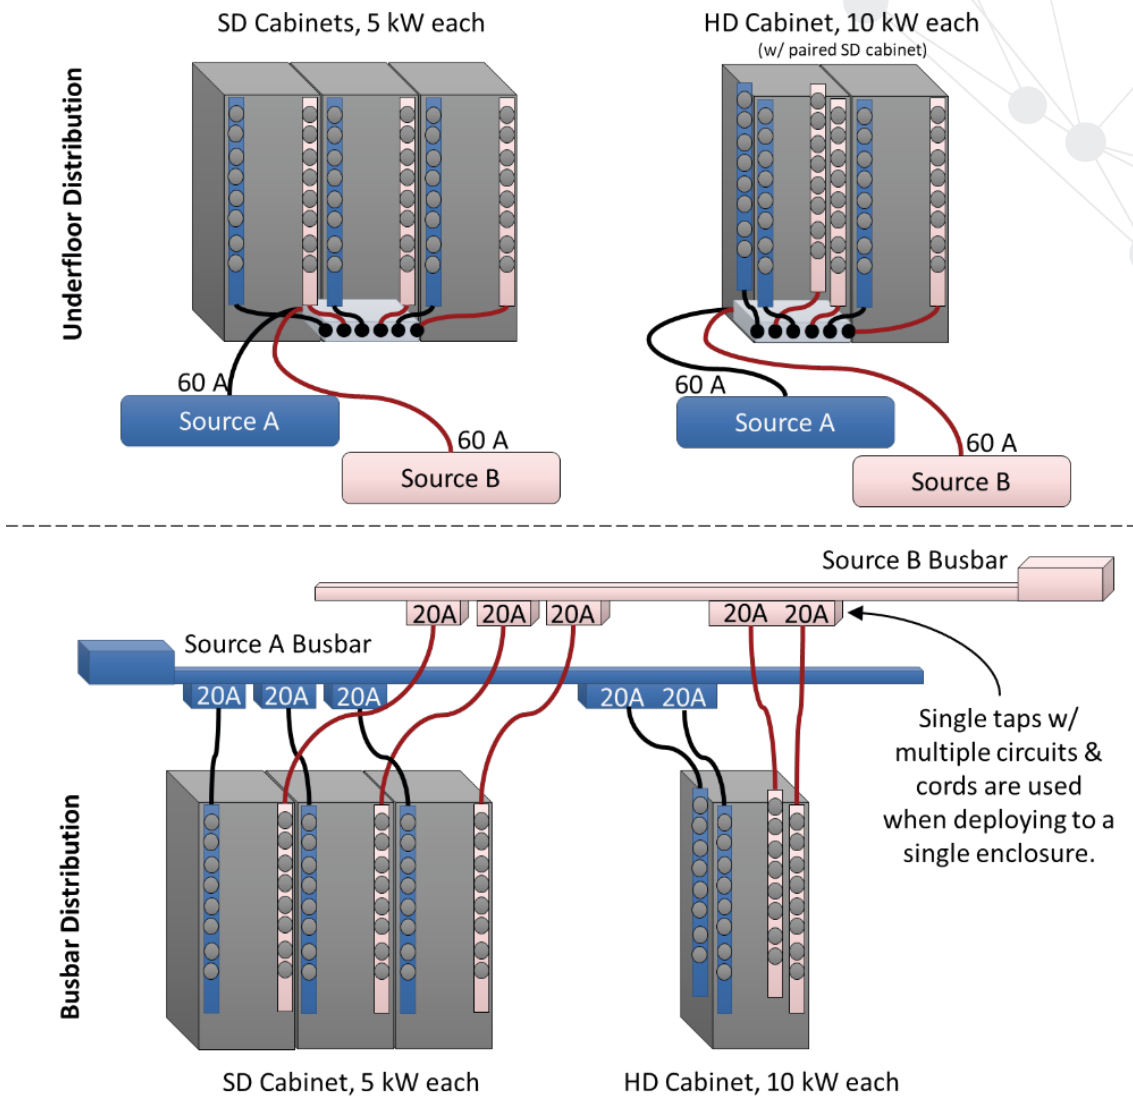 SD Cabinets, 5 kW each
HD Cabinet, 10 kW each
(w/ paired SD cabinet)
Underfloor Distribution
60 A
Source A
60 A
Source B
60 A
Source A
60 A
Source B
Source B Busbar
20A
20A
20A
20A
20A
Source A Busbar
20A
20A
20A
20A
20A
Single taps w/
multiple circuits &
cords are used
when deploying to a
single enclosure.
Busbar Distribution
SD Cabinet, 5 kW each
HD Cabinet, 10 kW each